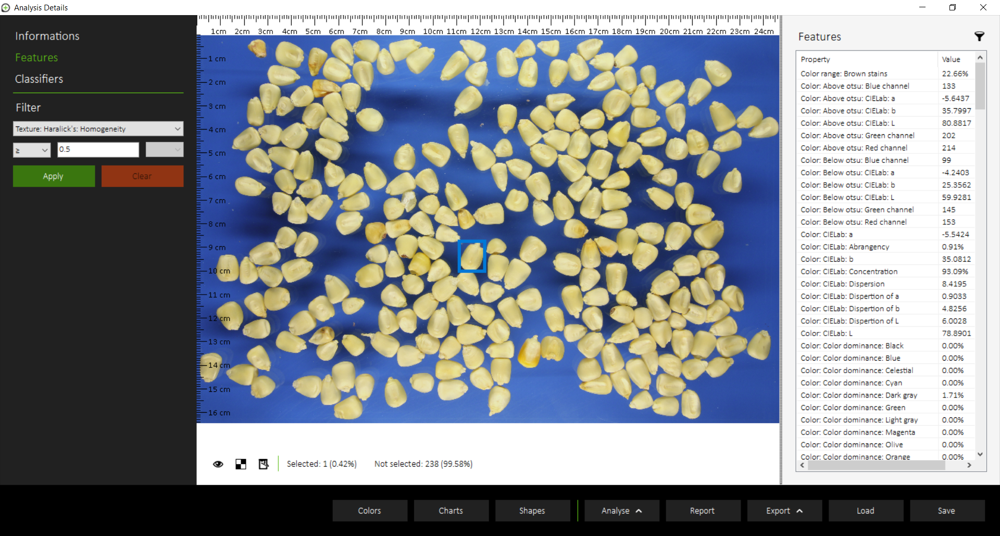 Analysis Details
Informations
Features
Classifiers
Filter
Texture: Haralick's: Homogeneity
≥ 0.5
Apply Clear
1cm 2cm 3cm 4cm 5cm 6cm 7cm 8cm 9cm 10cm 11cm 12cm 13cm 14cm 15cm 16cm 17cm 18cm 19cm 20cm 21cm 22cm 23cm 24cm
1 cm
2 cm
3 cm
4 cm
5 cm
6 cm
7 cm
8 cm
9 cm
10 cm
11 cm
12 cm
13 cm
14 cm
15 cm
16 cm
Selected: 1 (0.42%) Not selected: 238 (99.58%)
Features
Property Value
Color range: Brown stains 22.66%
Color: Above otsu: Blue channel 133
Color: Above otsu: CIELab: a -5.6437
Color: Above otsu: CIELab: b 35.7997
Color: Above otsu: CIELab: L 80.8817
Color: Above otsu: Green channel 202
Color: Above otsu: Red channel 214
Color: Below otsu: Blue channel 99
Color: Below otsu: CIELab: a -4.2403
Color: Below otsu: CIELab: b 25.3562
Color: Below otsu: CIELab: L 59.9281
Color: Below otsu: Green channel 145
Color: Below otsu: Red channel 153
Color: CIELab: a -5.5424
Color: CIELab: Abrangency 0.91%
Color: CIELab: b 35.0812
Color: CIELab: Concentration 93.09%
Color: CIELab: Dispersion 8.4195
Color: CIELab: Dispertion of a 0.9033
Color: CIELab: Dispertion of b 4.8256
Color: CIELab: Dispertion of L 6.0028
Color: CIELab: L 78.8901
Color: Color dominance: Black 0.00%
Color: Color dominance: Blue 0.00%
Color: Color dominance: Celestial 0.00%
Color: Color dominance: Cyan 0.00%
Color: Color dominance: Dark gray 1.71%
Color: Color dominance: Green 0.00%
Color: Color dominance: Light gray 0.00%
Color: Color dominance: Magenta 0.00%
Color: Color dominance: Olive 0.00%
Color: Color dominance: Orange 0.00%
Colors Charts Shapes Analyse Report Export Load Save